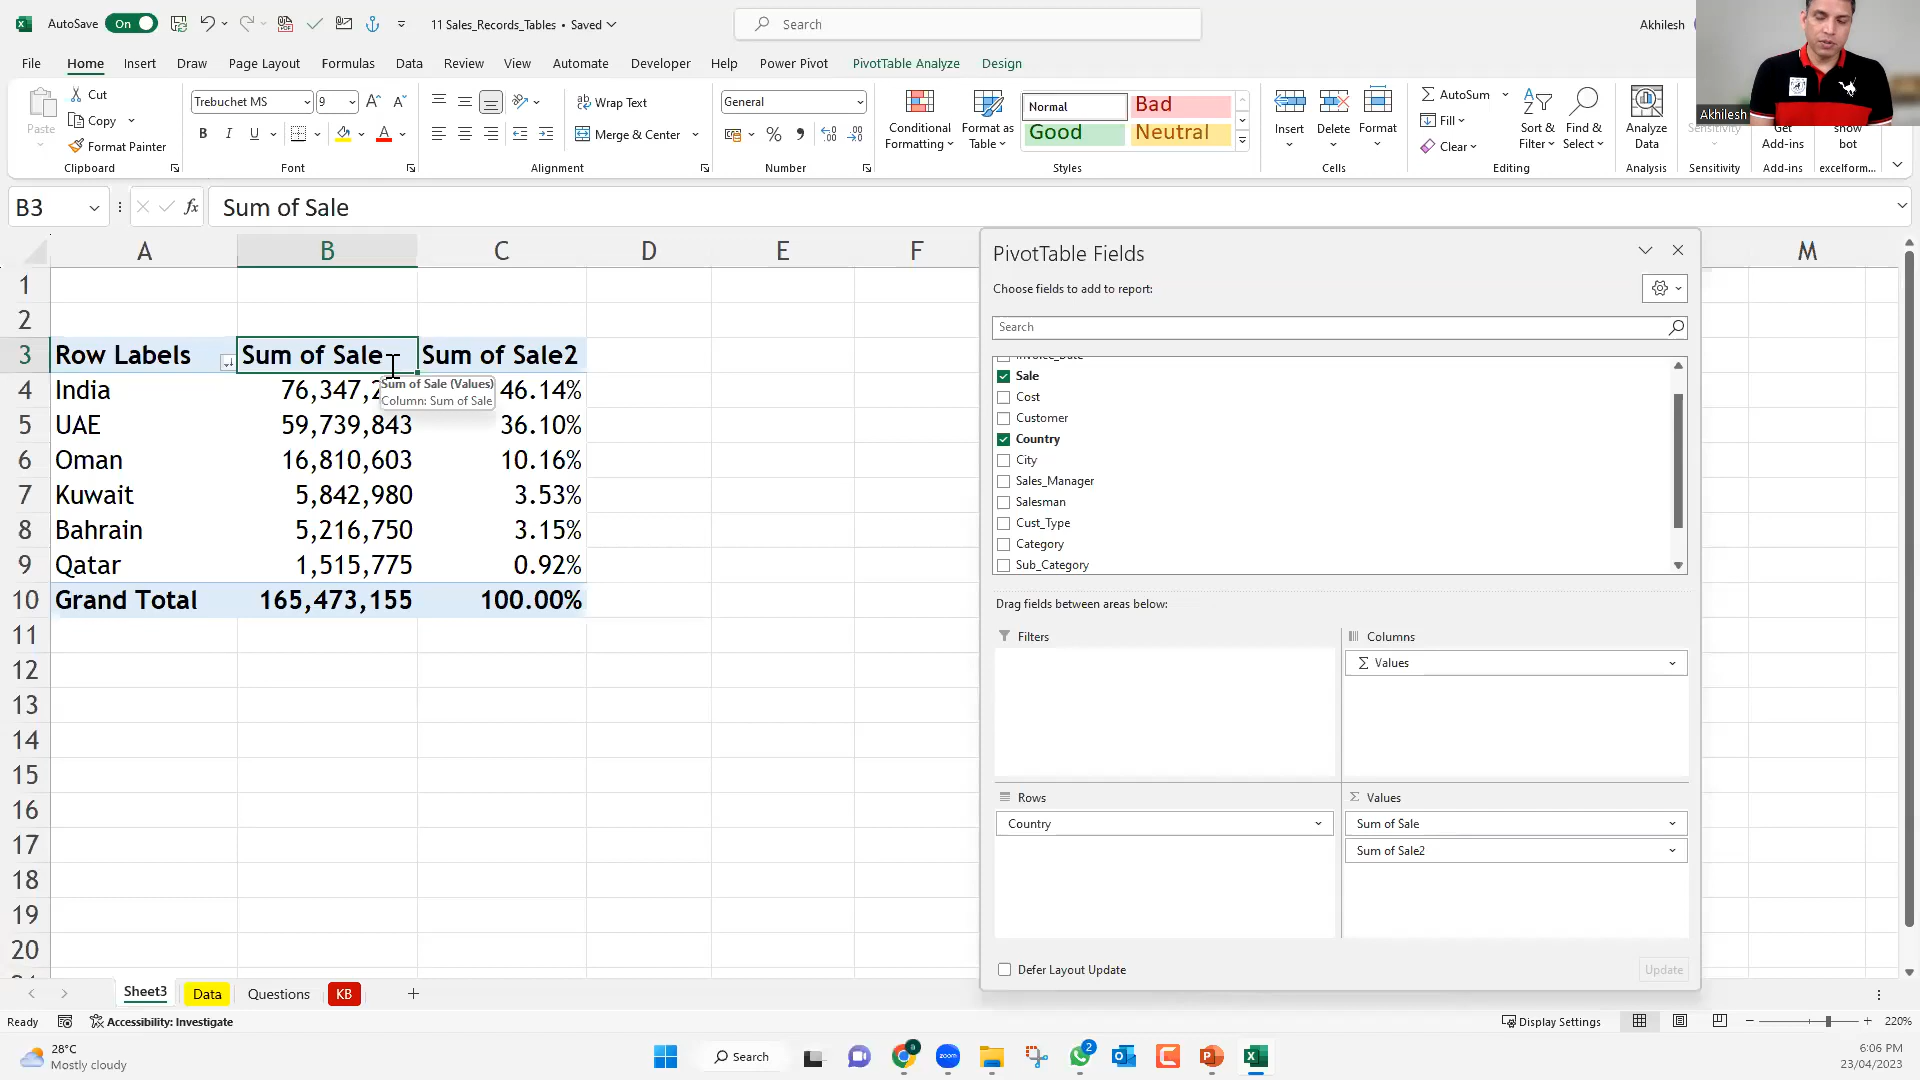 AutoSave On 11 Sales_Records_Tables • Saved Search Akhilesh
File Home Insert Draw Page Layout Formulas Data Review View Automate Developer Help Power Pivot PivotTable Analyze Design
Paste
Cut
Copy
Format Painter
Clipboard
Trebuchet MS 9
B I U
Font
Wrap Text
Merge & Center
Alignment
General
Number
Conditional Formatting
Format as Table
Normal Bad
Good Neutral
Styles
Insert Delete Format
Cells
AutoSum
Fill
Clear
Sort & Filter
Find & Select
Editing
Analyze Data
Analysis
Sensitivity
Sensitivity
Get Add-ins
Add-ins
show bot
excelform...
Akhilesh
B3 fx Sum of Sale
A B C D E F M
1
2
3 Row Labels Sum of Sale Sum of Sale2
4 India 76,347,2 46.14%
Sum of Sale (Values)
Column: Sum of Sale
5 UAE 59,739,843 36.10%
6 Oman 16,810,603 10.16%
7 Kuwait 5,842,980 3.53%
8 Bahrain 5,216,750 3.15%
9 Qatar 1,515,775 0.92%
10 Grand Total 165,473,155 100.00%
11
12
13
14
15
16
17
18
19
20
PivotTable Fields
Choose fields to add to report:
Search
Invoice_Date
Sale
Cost
Customer
Country
City
Sales_Manager
Salesman
Cust_Type
Category
Sub_Category
Drag fields between areas below:
Filters
Columns
Σ Values
Rows
Country
Σ Values
Sum of Sale
Sum of Sale2
Defer Layout Update Update
Sheet3 Data Questions KB
Ready Accessibility: Investigate Display Settings 220%
28°C
Mostly cloudy
Search
zoom
2
6:06 PM
23/04/2023